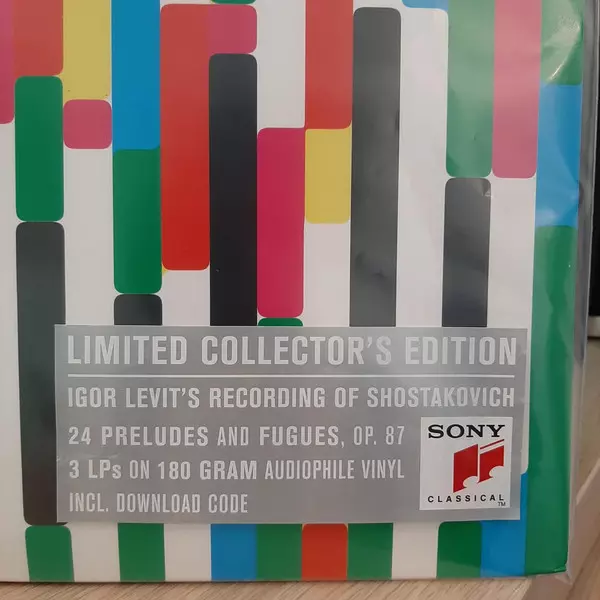 LIMITED COLLECTOR'S EDITION
IGOR LEVIT'S RECORDING OF SHOSTAKOVICH
24 PRELUDES AND FUGUES, OP. 87
3 LPs ON 180 GRAM AUDIOPHILE VINYL
INCL. DOWNLOAD CODE
SONY
CLASSICAL
TM